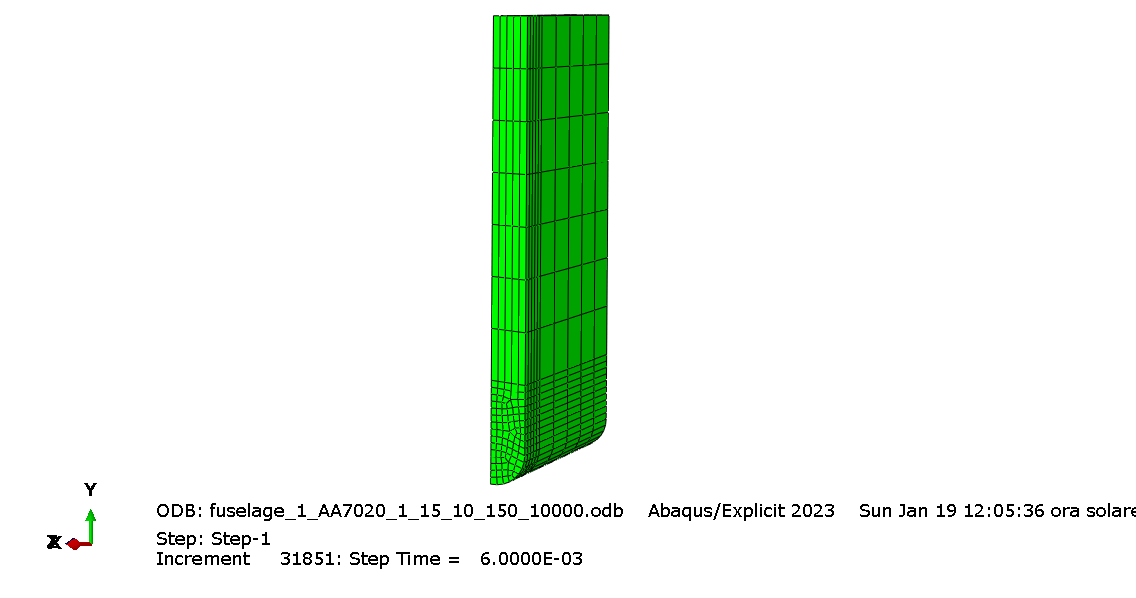 Y
ODB: fuselage_1_AA7020_1_15_10_150_10000.odb Abaqus/Explicit 2023 Sun Jan 19 12:05:36 ora solare
Step: Step-1
Increment 31851: Step Time = 6.0000E-03